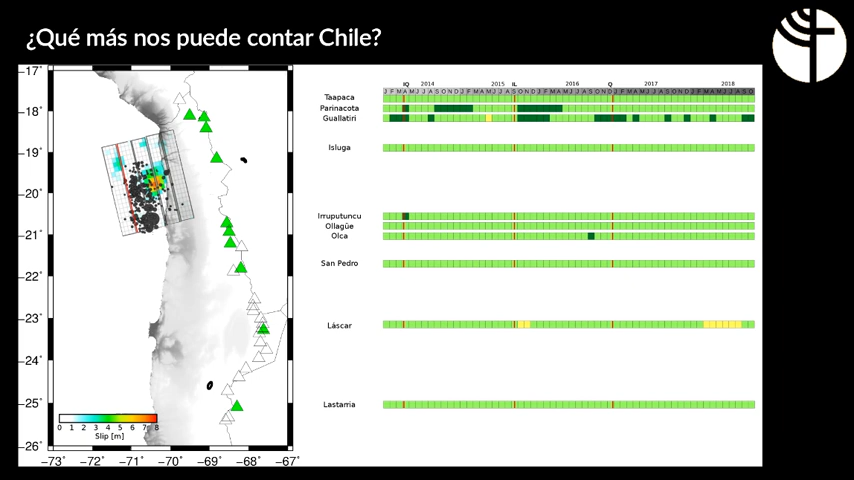 ¿Qué más nos puede contar Chile?
−17˚
−18˚
−19˚
−20˚
−21˚
−22˚
−23˚
−24˚
−25˚
−26˚
−73˚ −72˚ −71˚ −70˚ −69˚ −68˚ −67˚
0 1 2 3 4 5 6 7 8
Slip [m]
IQ 2014 2015 IL 2016 Q 2017 2018
Taapaca
Parinacota
Guallatiri
Isluga
Irruputuncu
Ollagüe
Olca
San Pedro
Láscar
Lastarria